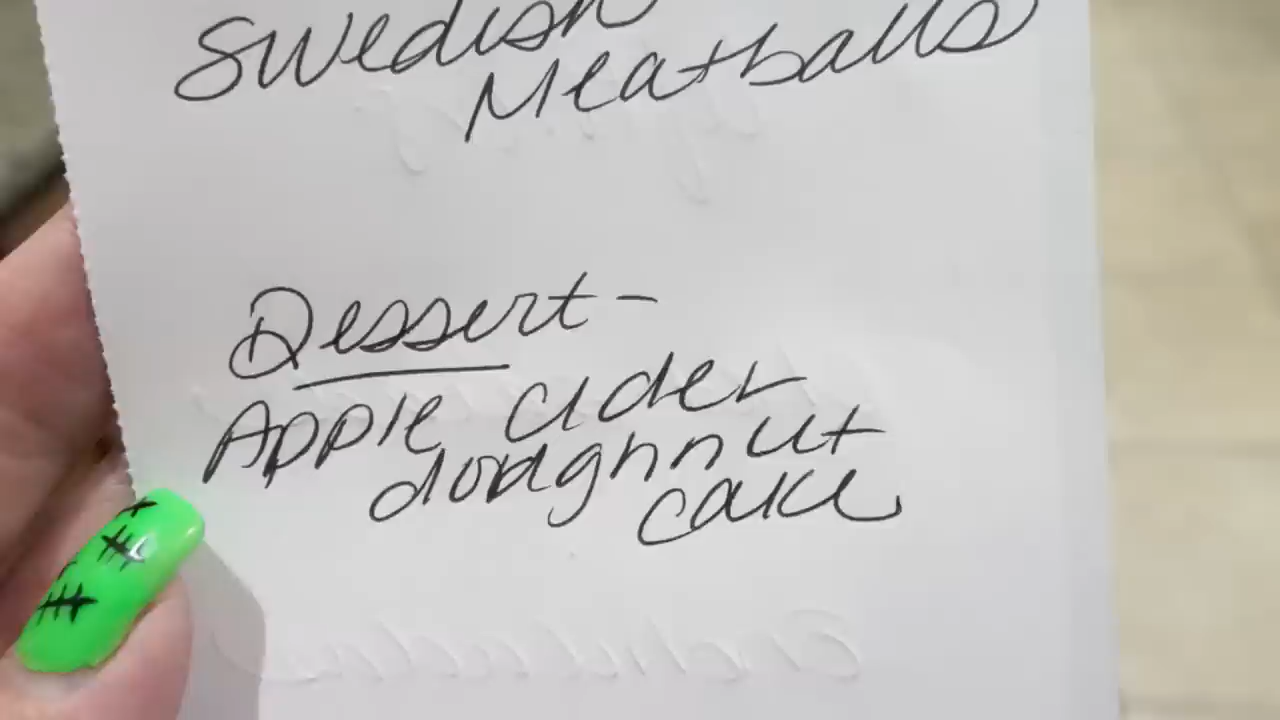 Swedish
Meatballs
Dessert-
Apple cider
doughnut
cake